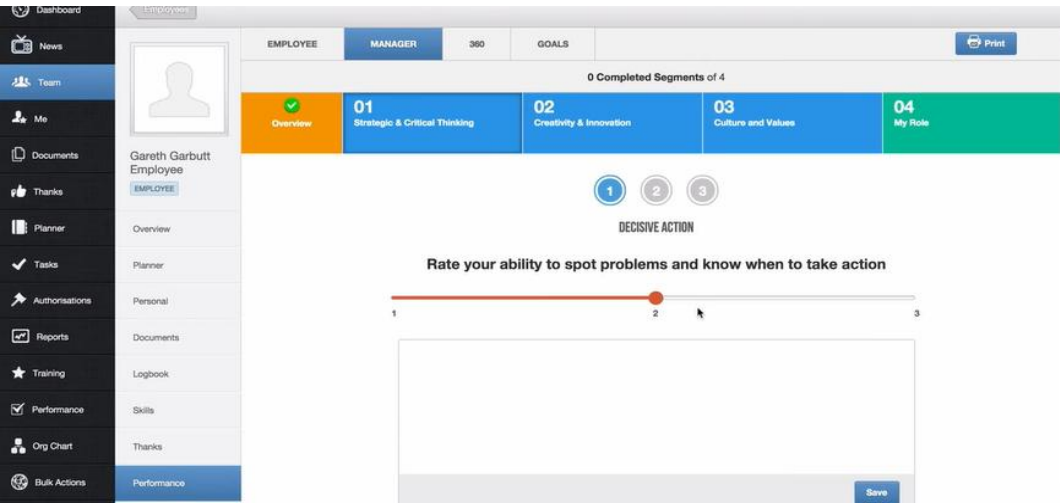 Dashboard
News
Team
Me
Documents
Thanks
Planner
Tasks
Authorisations
Reports
Training
Performance
Org Chart
Bulk Actions
Employees
Gareth Garbutt
Employee
EMPLOYEE
Overview
Planner
Personal
Documents
Logbook
Skills
Thanks
Performance
EMPLOYEE
MANAGER
360
GOALS
Print
0 Completed Segments of 4
Overview
01
Strategic & Critical Thinking
02
Creativity & Innovation
03
Culture and Values
04
My Role
1
2
3
DECISIVE ACTION
Rate your ability to spot problems and know when to take action
1
2
3
Save